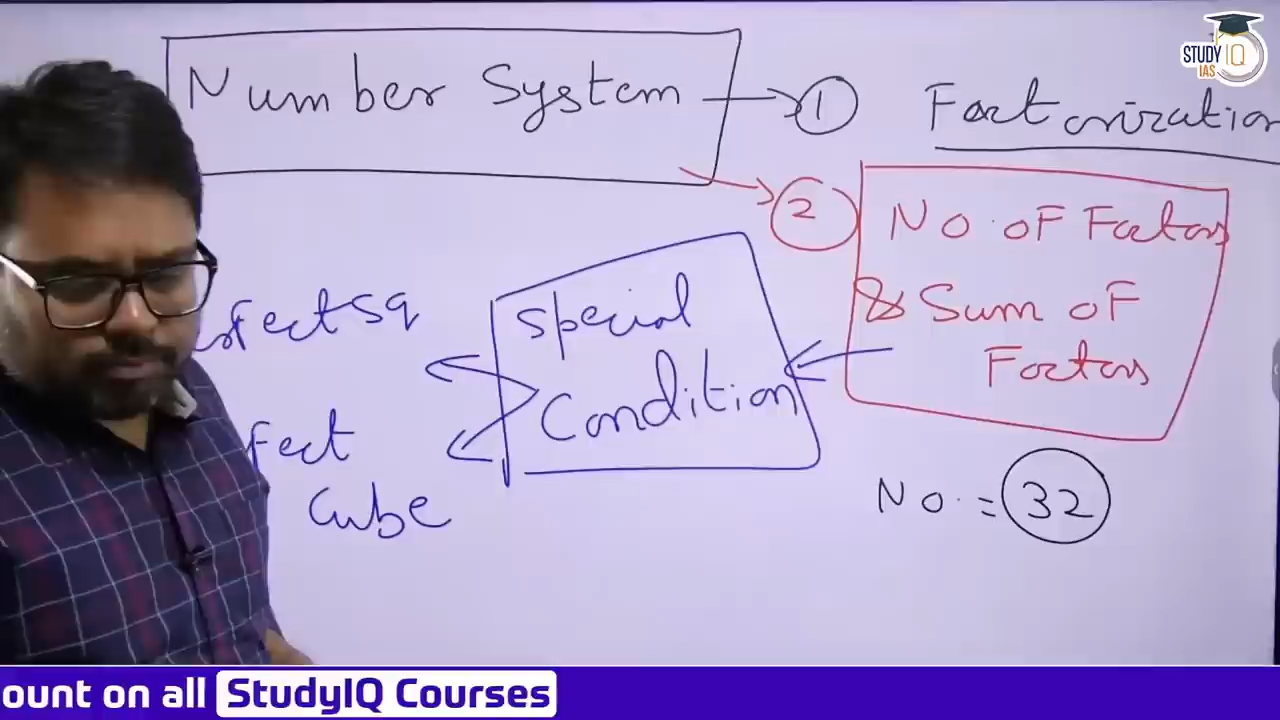 STUDY IQ
IAS
Number System → 1 Factorization
2 No. of Factors
& Sum of
Factors
Special
Condition
fect Sq
fect
Cube
No. = 32
ount on all StudyIQ Courses